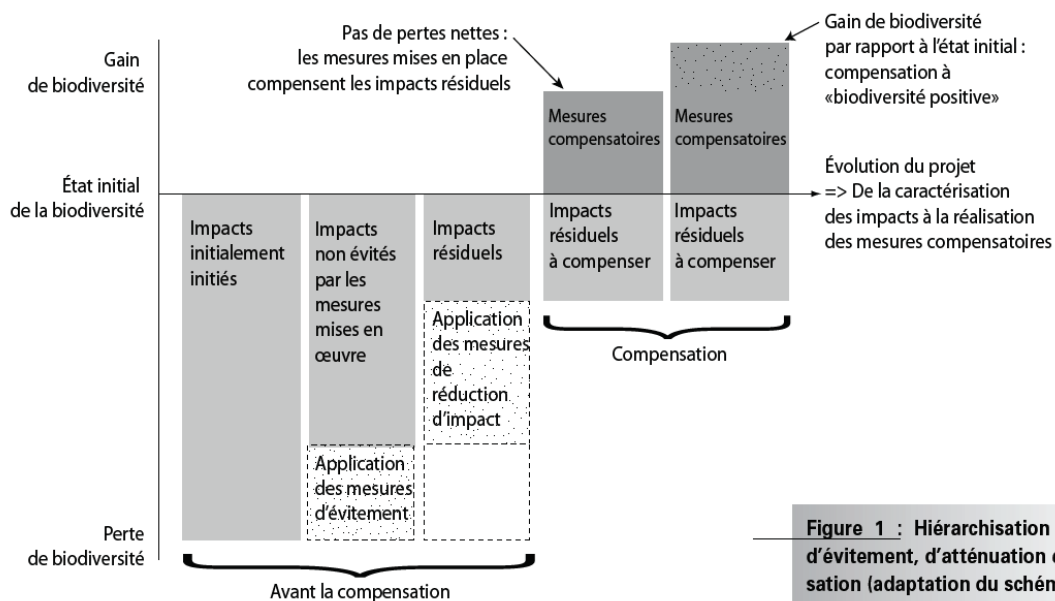 Gain
de biodiversité
Pas de pertes nettes :
les mesures mises en place
compensent les impacts résiduels
Gain de biodiversité
par rapport à l'état initial :
compensation à
«biodiversité positive»
Mesures
compensatoires
Mesures
compensatoires
État initial
de la biodiversité
Évolution du projet
=> De la caractérisation
des impacts à la réalisation
des mesures compensatoires
Impacts
initialement
initiés
Impacts
non évités
par les
mesures
mises en
œuvre
Impacts
résiduels
Impacts
résiduels
à compenser
Impacts
résiduels
à compenser
Application
des mesures
de
réduction
d'impact
Compensation
Application
des mesures
d'évitement
Perte
de biodiversité
Avant la compensation
Figure 1 : Hiérarchisation
d'évitement, d'atténuation
sation (adaptation du schém